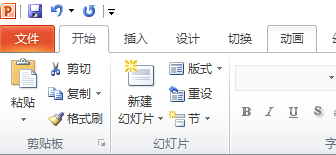 文件 开始 插入 设计 切换 动画
剪切 版式
粘贴 复制 新建 重设
格式刷 幻灯片 节
B I U S
剪贴板 幻灯片